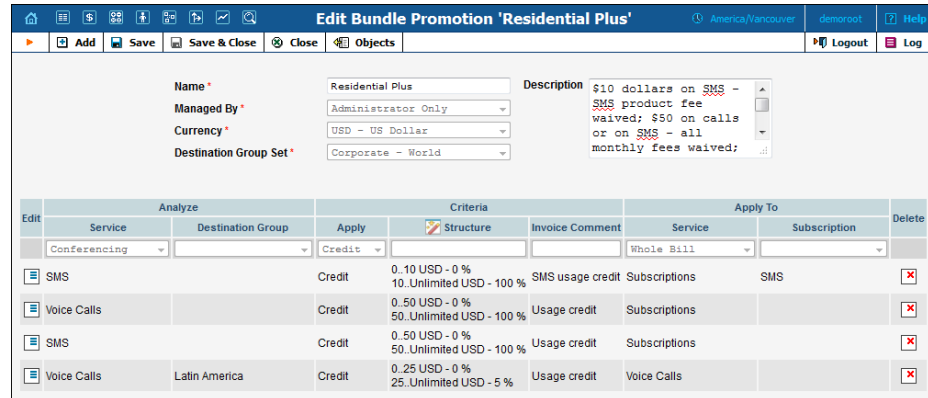 Edit Bundle Promotion 'Residential Plus'
America/Vancouver
demoroot
? Help
Add
Save
Save & Close
Close
Objects
Logout
Log
Name *
Residential Plus
Managed By *
Administrator Only
Currency *
USD - US Dollar
Destination Group Set *
Corporate - World
Description
$10 dollars on SMS -
SMS product fee
waived; $50 on calls
or on SMS - all
monthly fees waived;
Edit Analyze Criteria Apply To Delete
Service Destination Group Apply Structure Invoice Comment Service Subscription
Conferencing Credit Whole Bill
SMS Credit 0..10 USD - 0 %
10..Unlimited USD - 100 % SMS usage credit Subscriptions SMS
Voice Calls Credit 0..50 USD - 0 %
50..Unlimited USD - 100 % Usage credit Subscriptions
SMS Credit 0..50 USD - 0 %
50..Unlimited USD - 100 % Usage credit Subscriptions
Voice Calls Latin America Credit 0..25 USD - 0 %
25..Unlimited USD - 5 % Usage credit Voice Calls